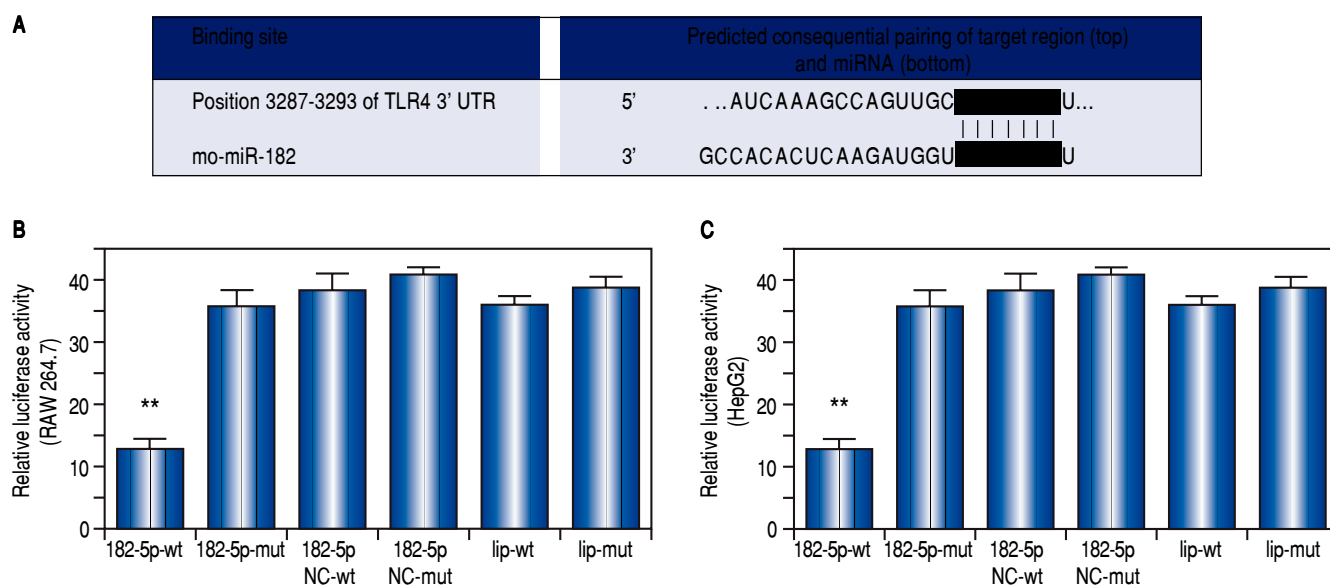 A
Binding site
Predicted consequential pairing of target region (top)
and miRNA (bottom)
Position 3287-3293 of TLR4 3' UTR
5'
. ..AUCAAAGCCAGUUGC
U...
mo-miR-182
3'
GCCACACUCAAGAUGGU
U
B
Relative luciferase activity
(RAW 264.7)
40
30
20
10
0
**
182-5p-wt
182-5p-mut
182-5p
NC-wt
182-5p
NC-mut
lip-wt
lip-mut
C
Relative luciferase activity
(HepG2)
40
30
20
10
0
**
182-5p-wt
182-5p-mut
182-5p
NC-wt
182-5p
NC-mut
lip-wt
lip-mut